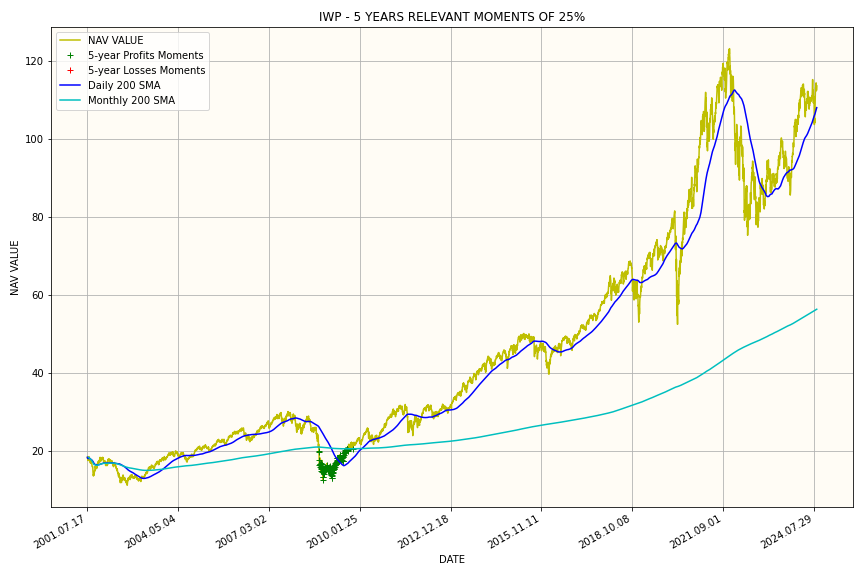 IWP - 5 YEARS RELEVANT MOMENTS OF 25%
NAV VALUE
5-year Profits Moments
5-year Losses Moments
Daily 200 SMA
Monthly 200 SMA
120
100
80
60
40
20
NAV VALUE
2001.07.17
2004.05.04
2007.03.02
2010.01.25
2012.12.18
2015.11.11
2018.10.08
2021.09.01
2024.07.29
DATE